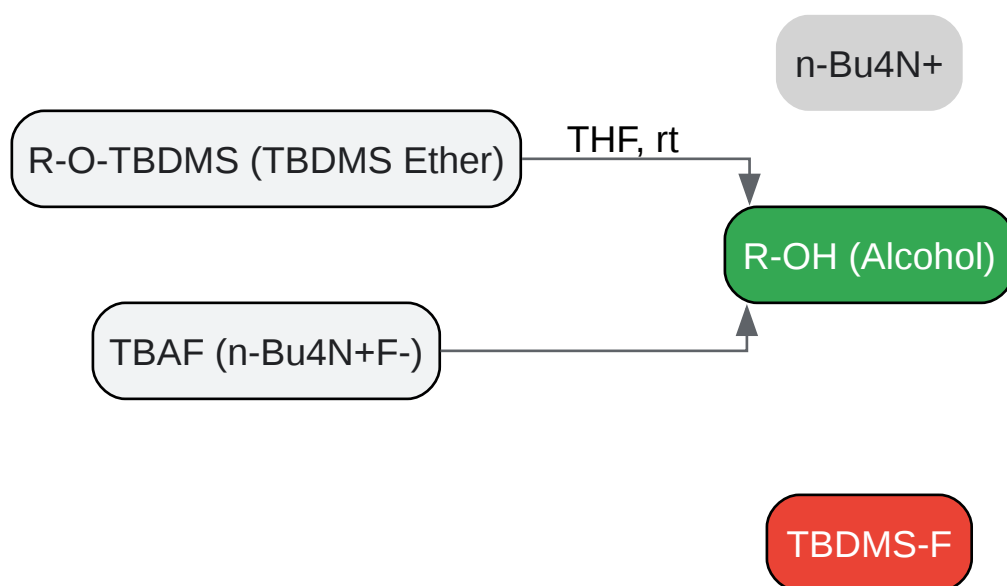 n-Bu4N+
R-O-TBDMS (TBDMS Ether)
THF, rt
R-OH (Alcohol)
TBAF (n-Bu4N+F-)
TBDMS-F